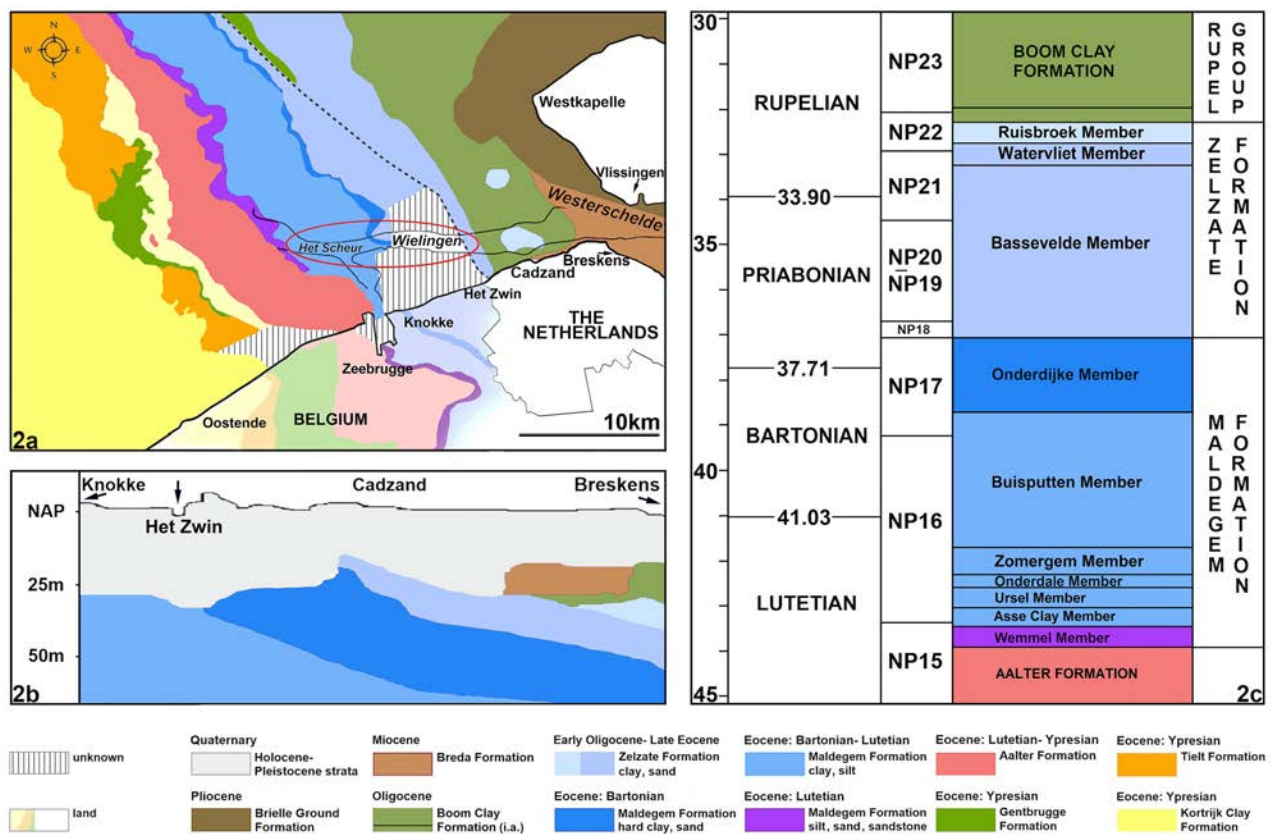 N
W
E
S
Westkapelle
Vlissingen
Westerschelde
Het Scheur
Wielingen
Breskens
Cadzand
Het Zwin
Knokke
THE
NETHERLANDS
Zeebrugge
BELGIUM
Oostende
10km
2a
Knokke
Cadzand
Breskens
NAP
Het Zwin
25m
50m
2b
30
35
40
45
RUPELIAN
33.90
PRIABONIAN
37.71
BARTONIAN
41.03
LUTETIAN
NP23
NP22
NP21
NP20
–
NP19
NP18
NP17
NP16
NP15
BOOM CLAY
FORMATION
Ruisbroek Member
Watervliet Member
Bassevelde Member
Onderdijke Member
Buisputten Member
Zomergem Member
Onderdale Member
Ursel Member
Asse Clay Member
Wemmel Member
AALTER FORMATION
RUPEL
GROUP
ZELZATE
FORMATION
MALDEGEM
FORMATION
2c
unknown
land
Quaternary
Holocene-
Pleistocene strata
Pliocene
Brielle Ground
Formation
Miocene
Breda Formation
Oligocene
Boom Clay
Formation (i.a.)
Early Oligocene- Late Eocene
Zelzate Formation
clay, sand
Eocene: Bartonian
Maldegem Formation
hard clay, sand
Eocene: Bartonian- Lutetian
Maldegem Formation
clay, silt
Eocene: Lutetian
Maldegem Formation
silt, sand, sandstone
Eocene: Lutetian- Ypresian
Aalter Formation
Eocene: Ypresian
Gentbrugge
Formation
Eocene: Ypresian
Tielt Formation
Eocene: Ypresian
Kortrijk Clay
Formation